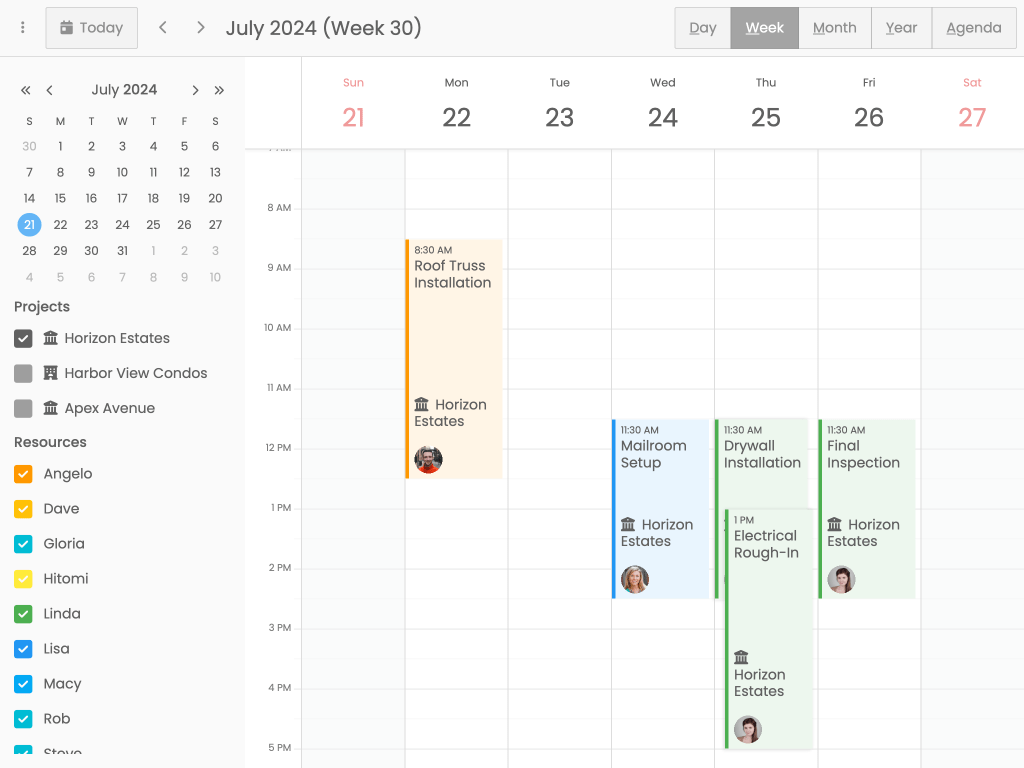 Today
July 2024 (Week 30)
Day
Week
Month
Year
Agenda
July 2024
S M T W T F S
30 1 2 3 4 5 6
7 8 9 10 11 12 13
14 15 16 17 18 19 20
21 22 23 24 25 26 27
28 29 30 31 1 2 3
4 5 6 7 8 9 10
Projects
Horizon Estates
Harbor View Condos
Apex Avenue
Resources
Angelo
Dave
Gloria
Hitomi
Linda
Lisa
Macy
Rob
Sun Mon Tue Wed Thu Fri Sat
21 22 23 24 25 26 27
8 AM
9 AM
10 AM
11 AM
12 PM
1 PM
2 PM
3 PM
4 PM
5 PM
8:30 AM
Roof Truss
Installation
Horizon
Estates
11:30 AM
Mailroom
Setup
Horizon
Estates
11:30 AM
Drywall
Installation
1 PM
Electrical
Rough-In
Horizon
Estates
11:30 AM
Final
Inspection
Horizon
Estates